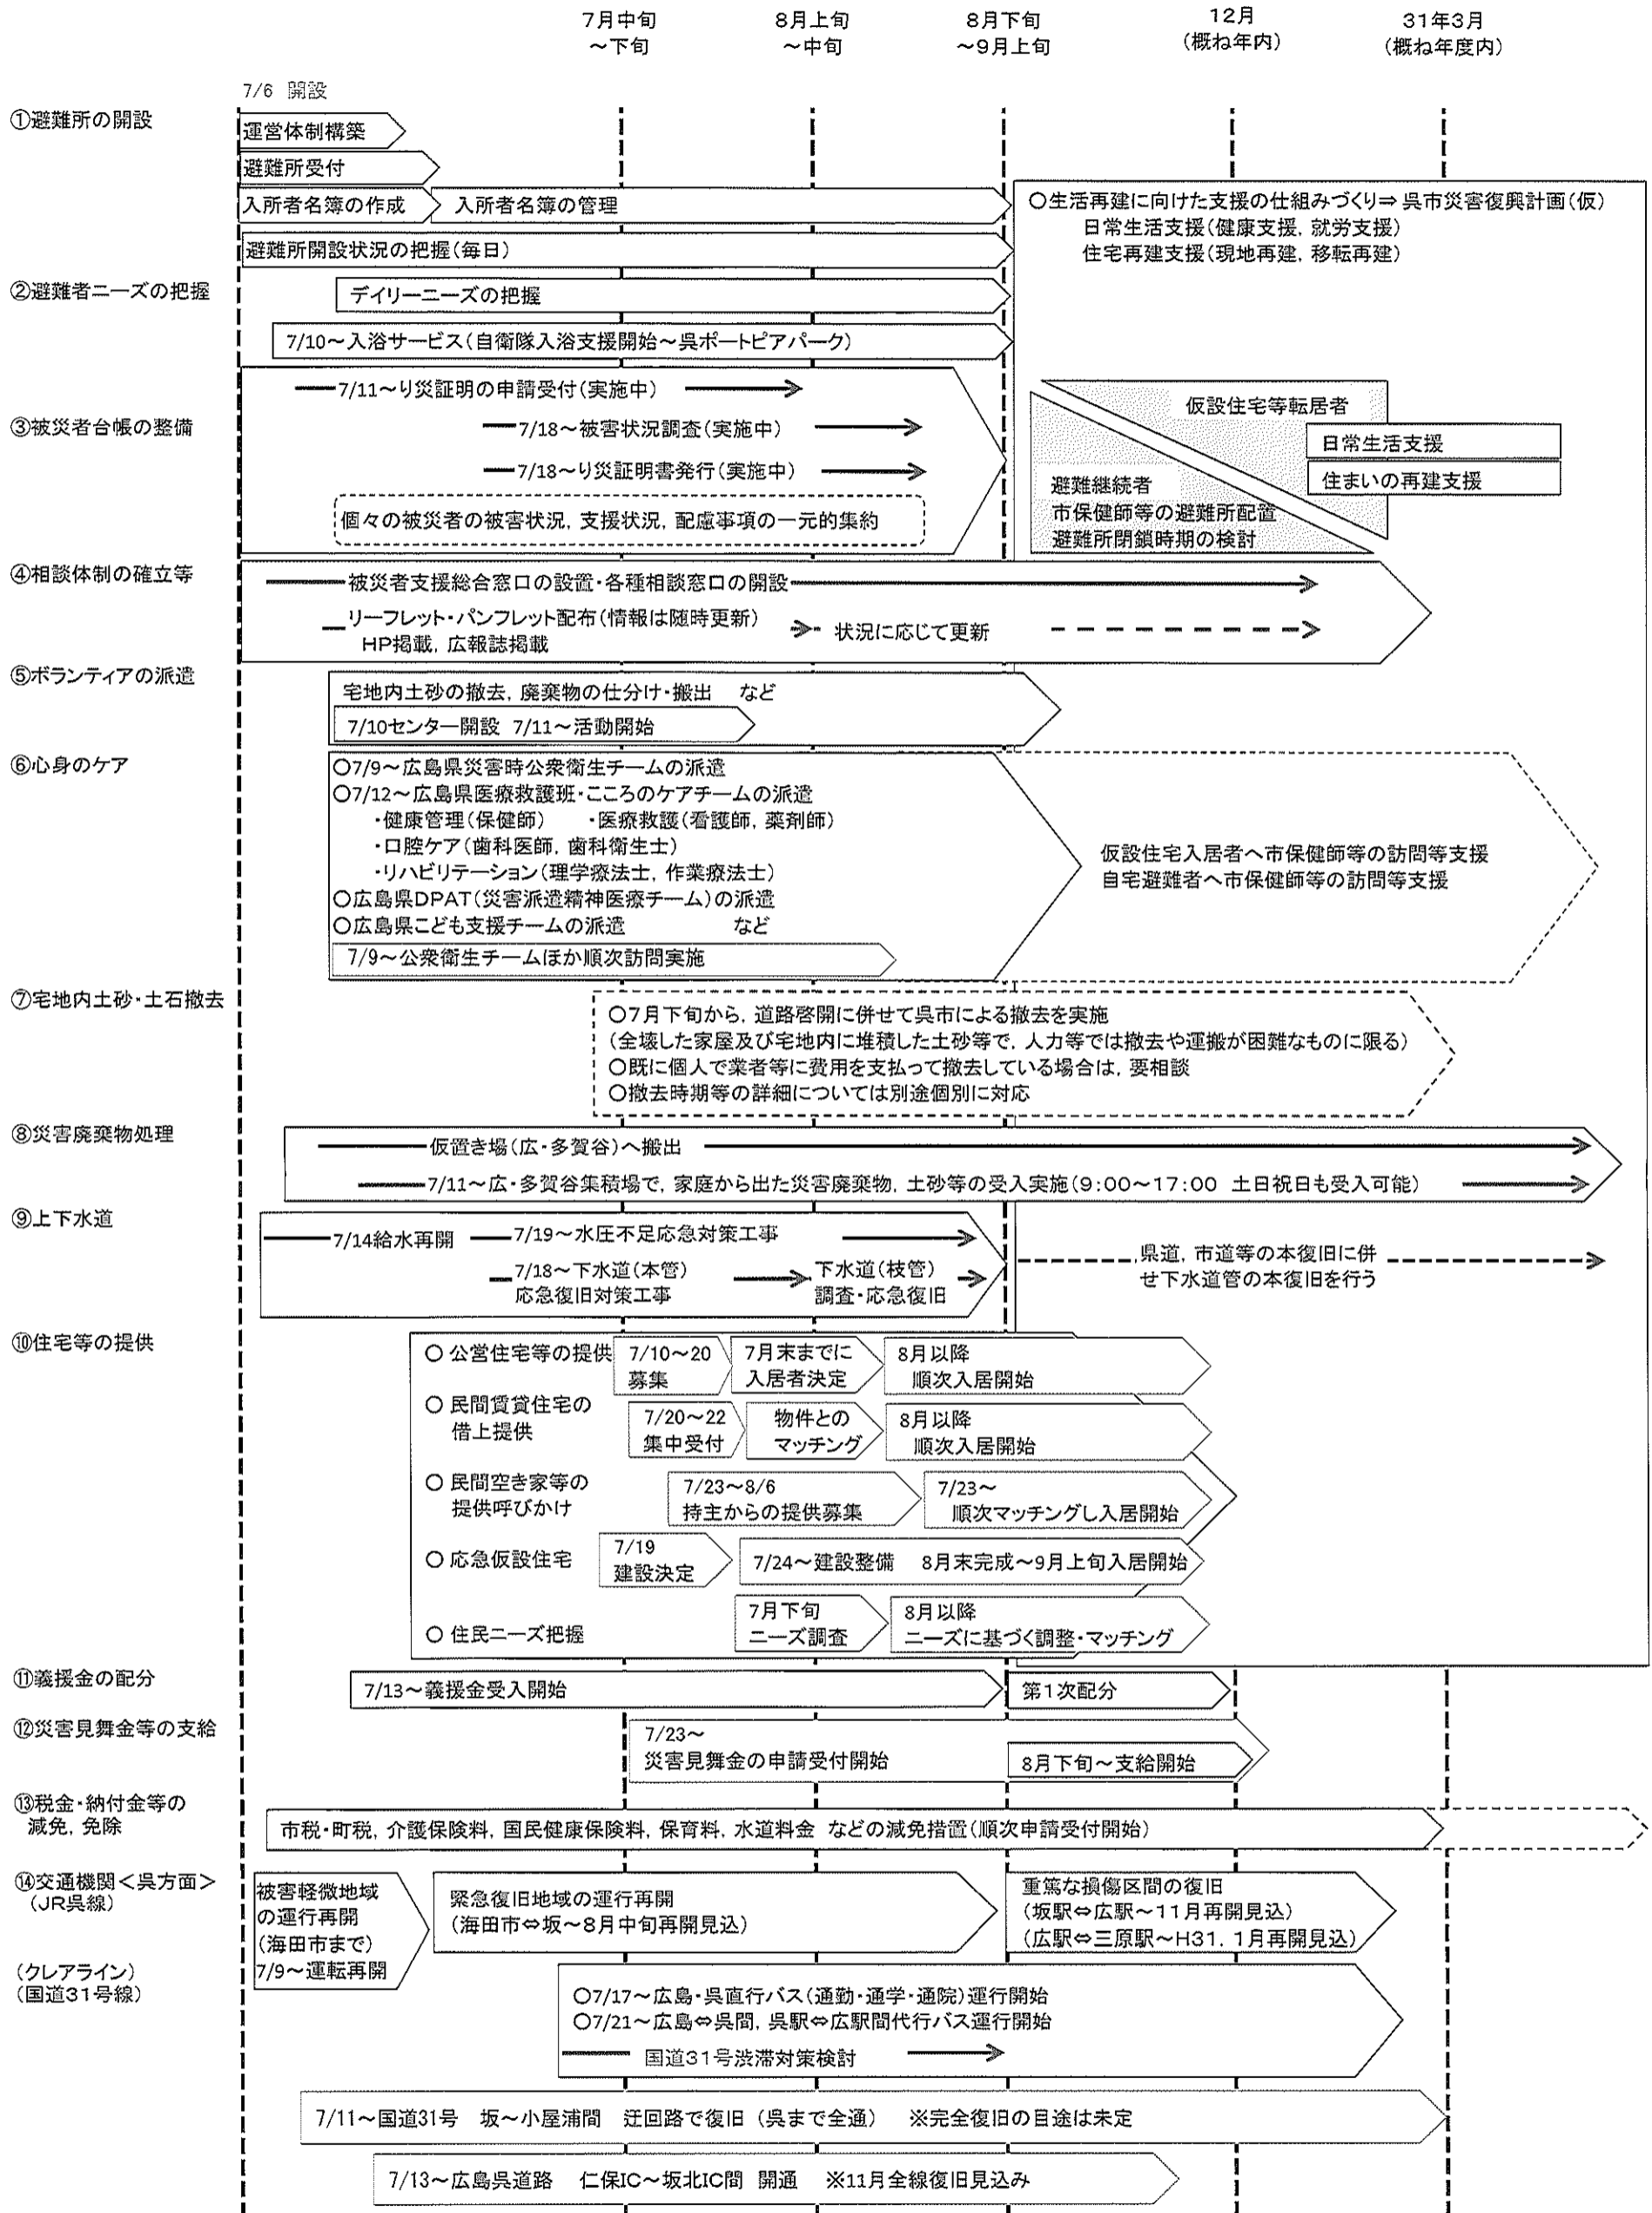 7月中旬
～下旬
8月上旬
～中旬
8月下旬
～9月上旬
12月
(概ね年内)
31年3月
(概ね年度内)
7/6 開設
①避難所の開設
運営体制構築
避難所受付
入所者名簿の作成
入所者名簿の管理
避難所開設状況の把握(毎日)
○生活再建に向けた支援の仕組みづくり⇒呉市災害復興計画(仮)
日常生活支援(健康支援，就労支援)
住宅再建支援(現地再建，移転再建)
②避難者ニーズの把握
デイリーニーズの把握
7/10～入浴サービス(自衛隊入浴支援開始～呉ポートピアパーク)
③被災者台帳の整備
7/11～り災証明の申請受付(実施中)
7/18～被害状況調査(実施中)
7/18～り災証明書発行(実施中)
個々の被災者の被害状況，支援状況，配慮事項の一元的集約
仮設住宅等転居者
日常生活支援
住まいの再建支援
避難継続者
市保健師等の避難所配置
避難所閉鎖時期の検討
④相談体制の確立等
被災者支援総合窓口の設置・各種相談窓口の開設
リーフレット・パンフレット配布(情報は随時更新)
HP掲載，広報誌掲載
状況に応じて更新
⑤ボランティアの派遣
宅地内土砂の撤去，廃棄物の仕分け・搬出 など
7/10センター開設 7/11～活動開始
⑥心身のケア
○7/9～広島県災害時公衆衛生チームの派遣
○7/12～広島県医療救護班・こころのケアチームの派遣
・健康管理(保健師) ・医療救護(看護師，薬剤師)
・口腔ケア(歯科医師，歯科衛生士)
・リハビリテーション(理学療法士，作業療法士)
○広島県DPAT(災害派遣精神医療チーム)の派遣
○広島県こども支援チームの派遣 など
7/9～公衆衛生チームほか順次訪問実施
仮設住宅入居者へ市保健師等の訪問等支援
自宅避難者へ市保健師等の訪問等支援
⑦宅地内土砂・土石撤去
○7月下旬から，道路啓開に併せて呉市による撤去を実施
(全壊した家屋及び宅地内に堆積した土砂等で，人力等では撤去や運搬が困難なものに限る)
○既に個人で業者等に費用を支払って撤去している場合は，要相談
○撤去時期等の詳細については別途個別に対応
⑧災害廃棄物処理
仮置き場(広・多賀谷)へ搬出
7/11～広・多賀谷集積場で，家庭から出た災害廃棄物，土砂等の受入実施(9:00～17:00 土日祝日も受入可能)
⑨上下水道
7/14給水再開
7/19～水圧不足応急対策工事
7/18～下水道(本管)
応急復旧対策工事
下水道(枝管)
調査・応急復旧
県道，市道等の本復旧に併
せ下水道管の本復旧を行う
⑩住宅等の提供
○ 公営住宅等の提供
7/10～20
募集
7月末までに
入居者決定
8月以降
順次入居開始
○ 民間賃貸住宅の
借上提供
7/20～22
集中受付
物件との
マッチング
8月以降
順次入居開始
○ 民間空き家等の
提供呼びかけ
7/23～8/6
持主からの提供募集
7/23～
順次マッチングし入居開始
○ 応急仮設住宅
7/19
建設決定
7/24～建設整備 8月末完成～9月上旬入居開始
○ 住民ニーズ把握
7月下旬
ニーズ調査
8月以降
ニーズに基づく調整・マッチング
⑪義援金の配分
7/13～義援金受入開始
第1次配分
⑫災害見舞金等の支給
7/23～
災害見舞金の申請受付開始
8月下旬～支給開始
⑬税金・納付金等の
減免，免除
市税・町税，介護保険料，国民健康保険料，保育料，水道料金 などの減免措置(順次申請受付開始)
⑭交通機関＜呉方面＞
(JR呉線)
被害軽微地域
の運行再開
(海田市まで)
7/9～運転再開
緊急復旧地域の運行再開
(海田市⇔坂～8月中旬再開見込)
重篤な損傷区間の復旧
(坂駅⇔広駅～11月再開見込)
(広駅⇔三原駅～H31．1月再開見込)
(クレアライン)
(国道31号線)
○7/17～広島・呉直行バス(通勤・通学・通院)運行開始
○7/21～広島⇔呉間，呉駅⇔広駅間代行バス運行開始
国道31号渋滞対策検討
7/11～国道31号 坂～小屋浦間 迂回路で復旧 (呉まで全通) ※完全復旧の目途は未定
7/13～広島呉道路 仁保IC～坂北IC間 開通 ※11月全線復旧見込み